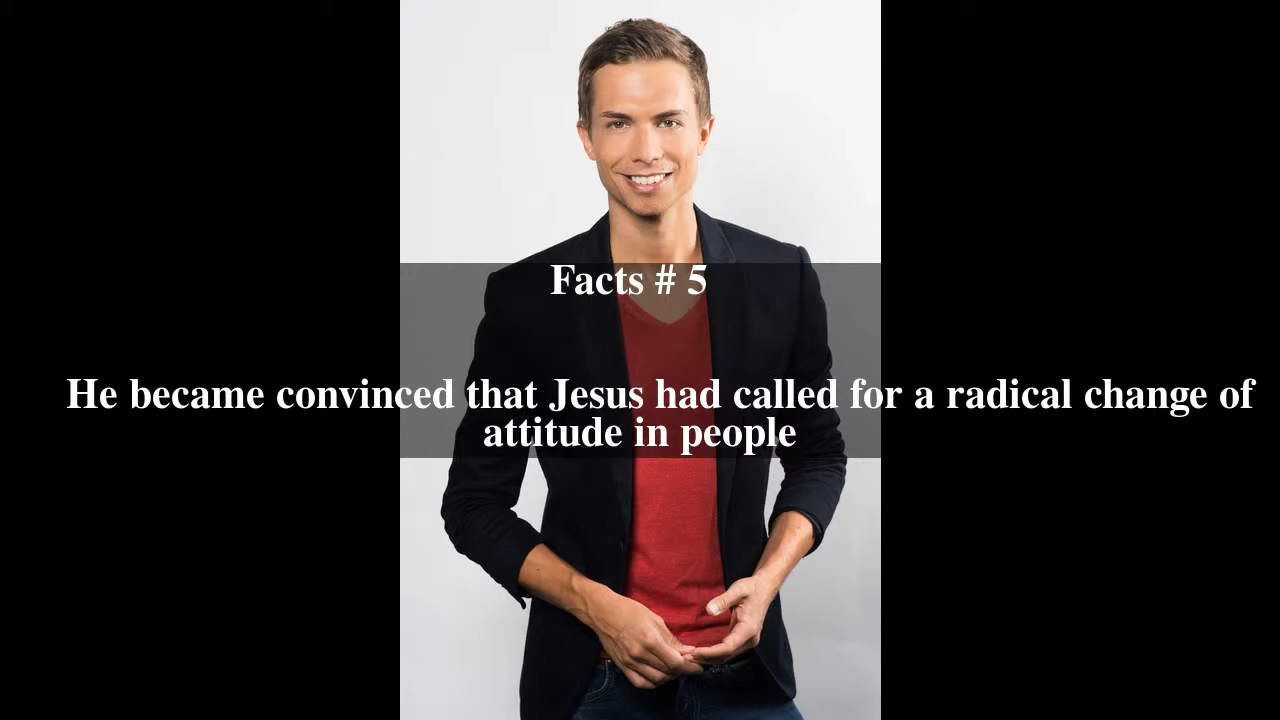 Facts # 5
He became convinced that Jesus had called for a radical change of
attitude in people